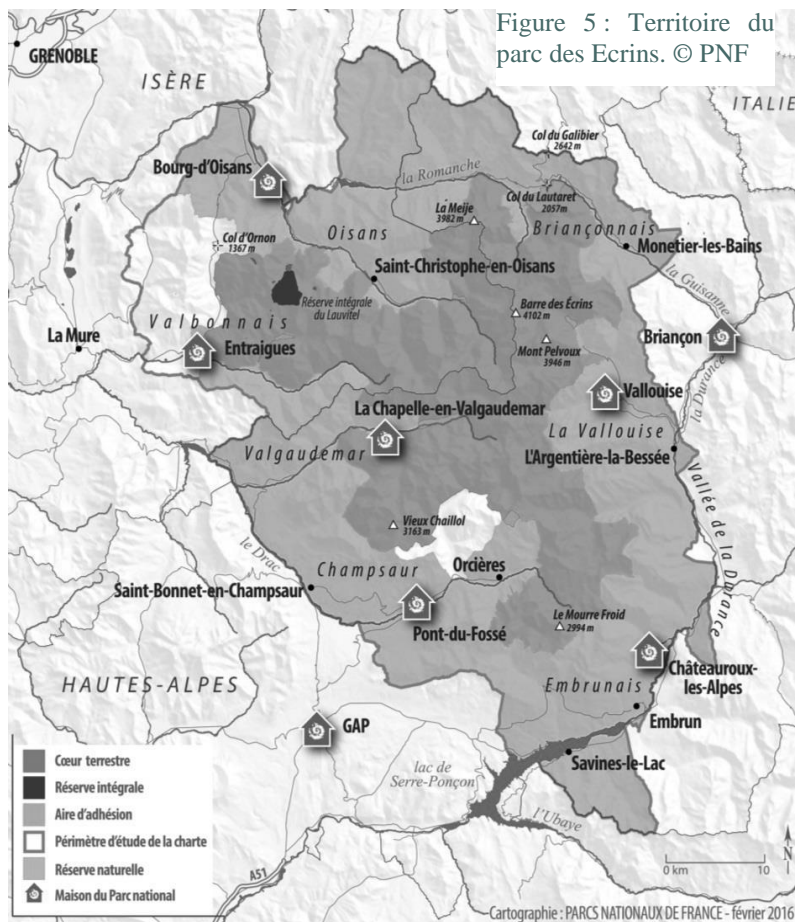 Figure 5 : Territoire du
parc des Ecrins. © PNF
GRENOBLE
ISÈRE
ITALIE
Col du Galibier
2642 m
Bourg-d'Oisans
la Romanche
La Meije
3982 m
Col du Lautaret
2057m
Oisans
Briançonnais
Col d'Ornon
1367 m
Monetier-les-Bains
Saint-Christophe-en-Oisans
la Guisanne
Réserve intégrale
du Lauvitel
Barre des Écrins
4102 m
Valbonnais
La Mure
Entraigues
Mont Pelvoux
3946 m
Briançon
Vallouise
la Durance
La Chapelle-en-Valgaudemar
La Vallouise
Valgaudemar
L'Argentière-la-Bessée
Vallée de la Durance
Vieux Chaillol
3163 m
le Drac
Champsaur
Orcières
Saint-Bonnet-en-Champsaur
Pont-du-Fossé
Le Mourre Froid
2994 m
Châteauroux-
les-Alpes
HAUTES-ALPES
Embrunais
GAP
Embrun
Savines-le-Lac
lac de
Serre-Ponçon
l'Ubaye
Cœur terrestre
Réserve intégrale
Aire d'adhésion
Périmètre d'étude de la charte
Réserve naturelle
Maison du Parc national
A51
N
0 km 10
Cartographie : PARCS NATIONAUX DE FRANCE - février 2016